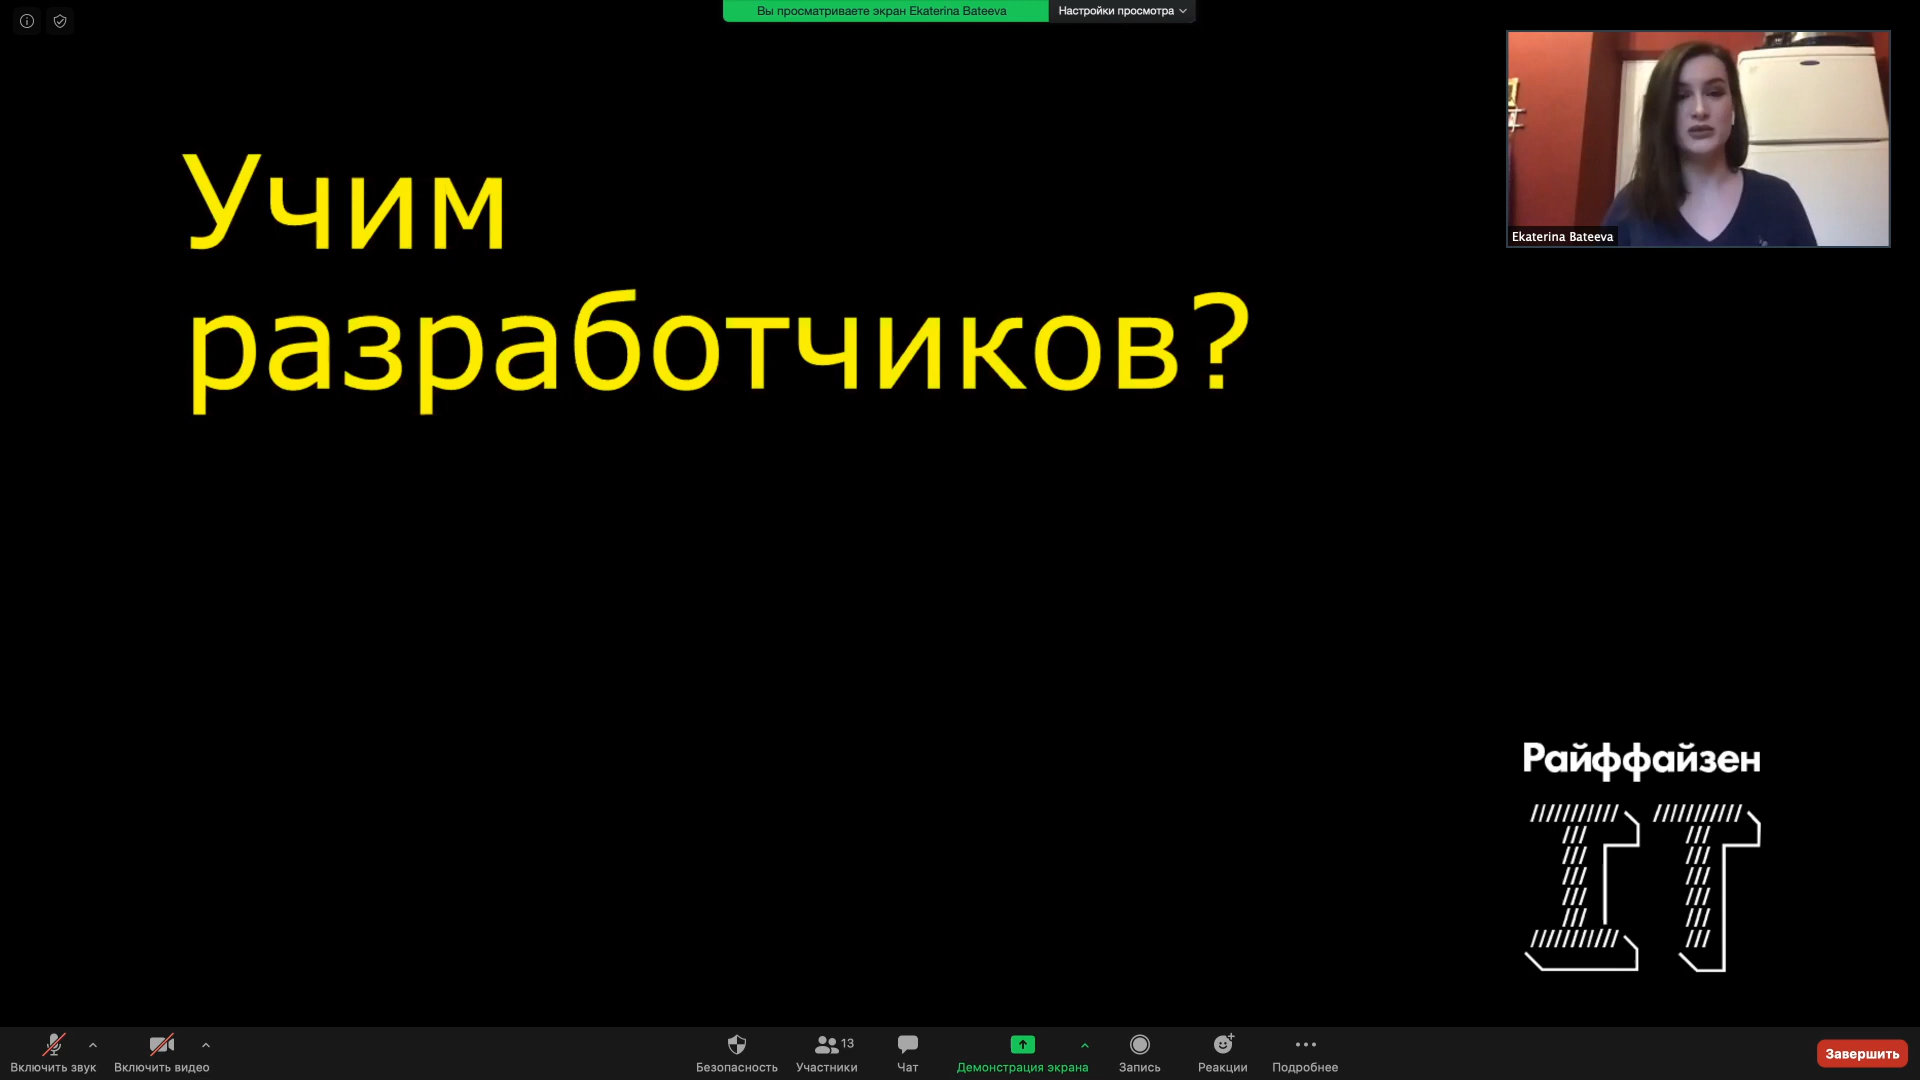 Вы просматриваете экран Ekaterina Bateeva
Настройки просмотра
Учим
разработчиков?
Ekaterina Bateeva
Райффайзен
IT
Включить звук
Включить видео
Безопасность
13
Участники
Чат
Демонстрация экрана
Запись
Реакции
Подробнее
Завершить